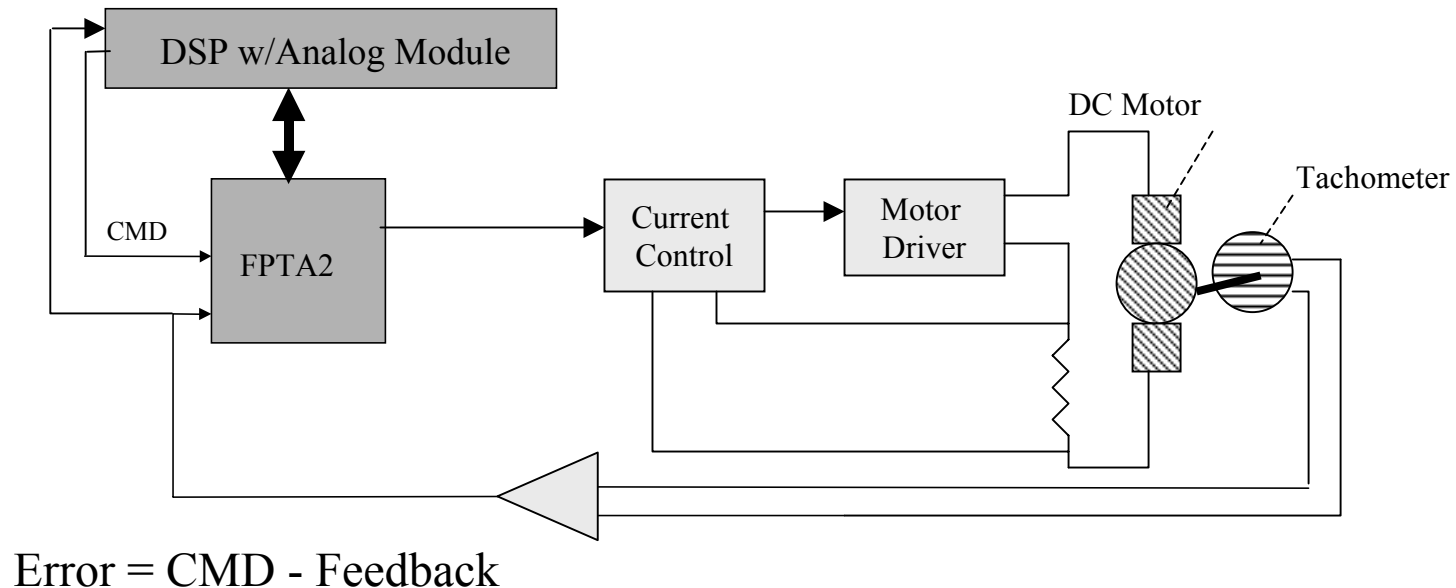 DSP w/Analog Module
DC Motor
Tachometer
CMD
FPTA2
Current
Control
Motor
Driver
Error = CMD - Feedback